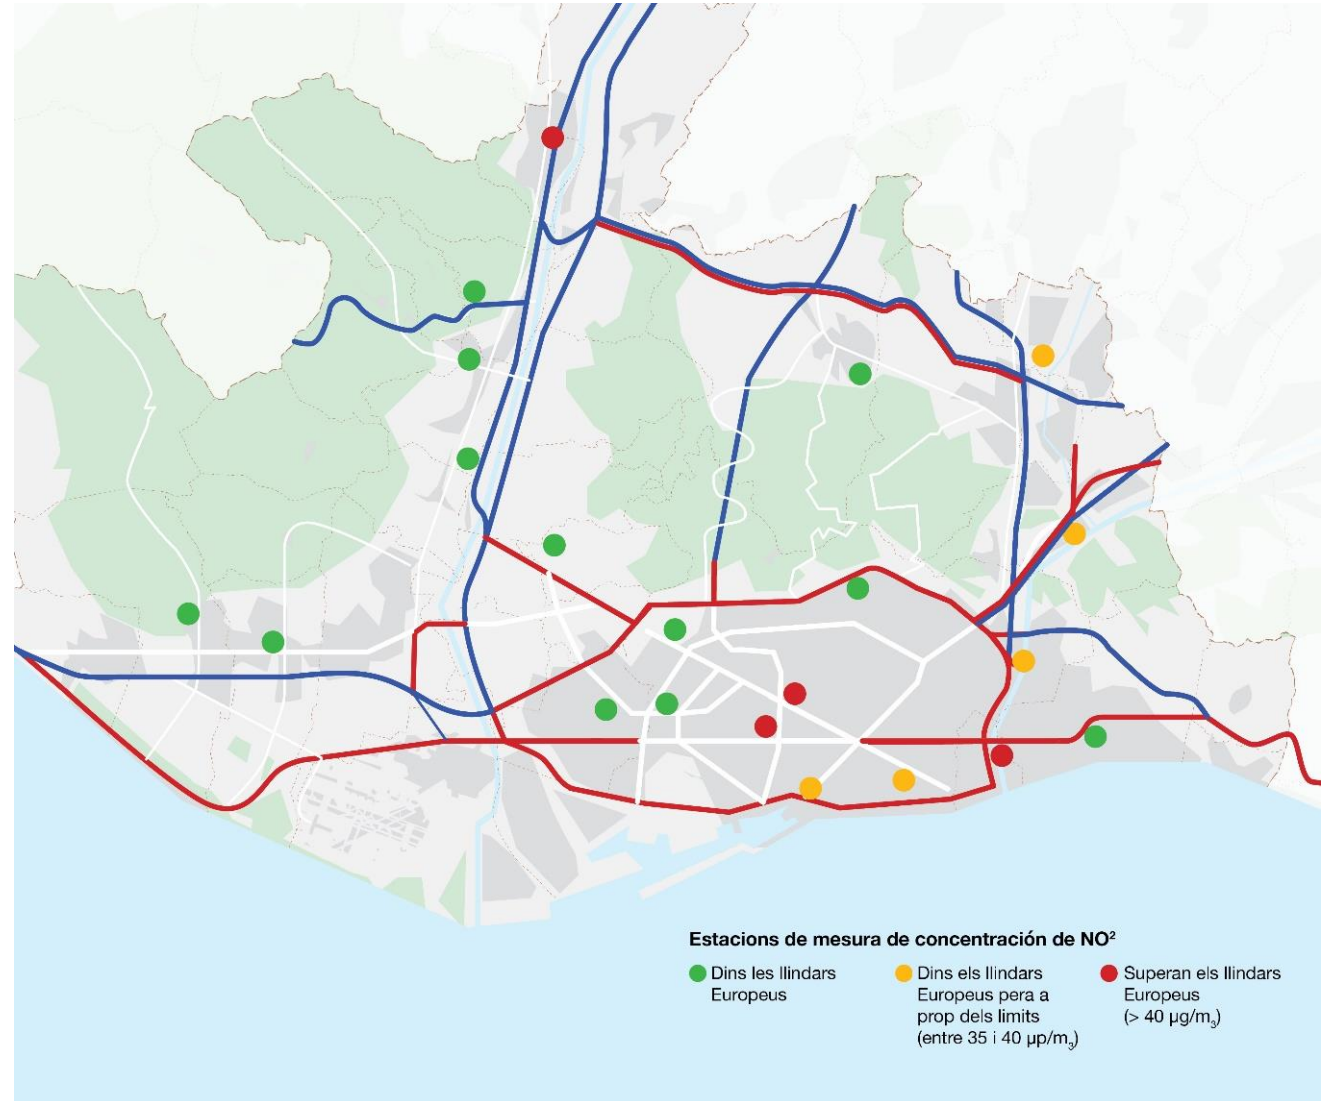 Estacions de mesura de concentración de NO²
Dins les llindars
Europeus
Dins els llindars
Europeus pera a
prop dels limits
(entre 35 i 40 µp/m₃)
Superan els llindars
Europeus
(> 40 µg/m₃)